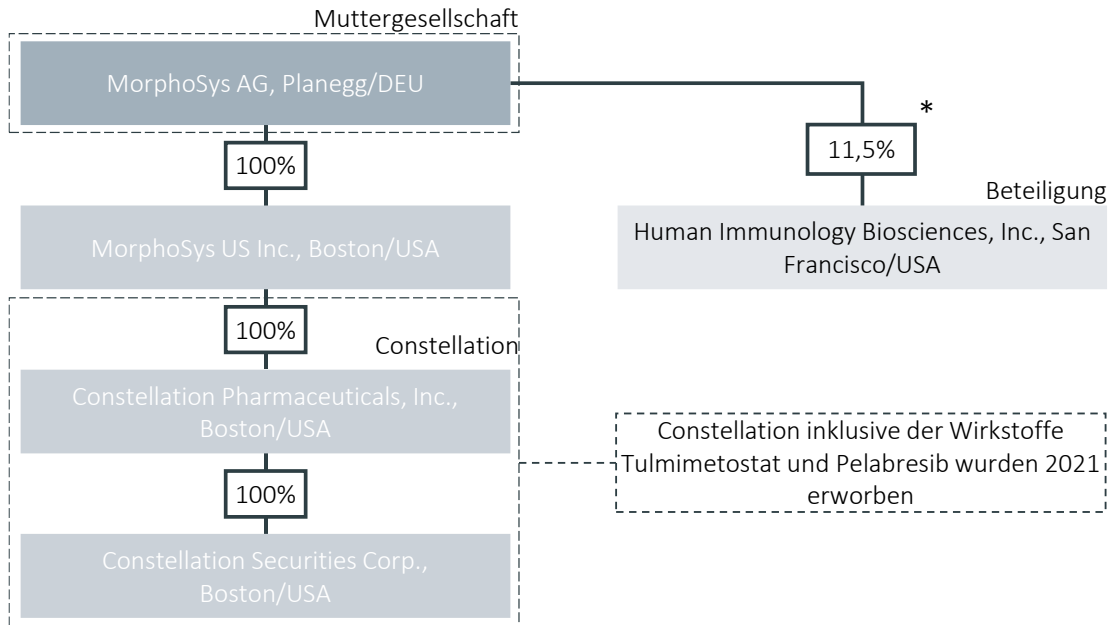 Muttergesellschaft
MorphoSys AG, Planegg/DEU
*
100%
11,5%
Beteiligung
MorphoSys US Inc., Boston/USA
Human Immunology Biosciences, Inc., San
Francisco/USA
100%
Constellation
Constellation Pharmaceuticals, Inc.,
Boston/USA
Constellation inklusive der Wirkstoffe
Tulmimetostat und Pelabresib wurden 2021
erworben
100%
Constellation Securities Corp.,
Boston/USA